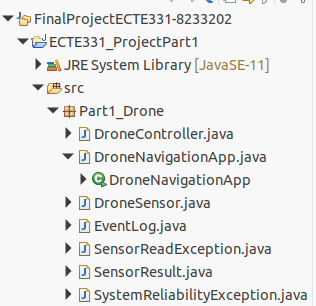 FinalProjectECTE331-8233202
ECTE331_ProjectPart1
JRE System Library [JavaSE-11]
src
Part1_Drone
DroneController.java
DroneNavigationApp.java
DroneNavigationApp
DroneSensor.java
EventLog.java
SensorReadException.java
SensorResult.java
SystemReliabilityException.java